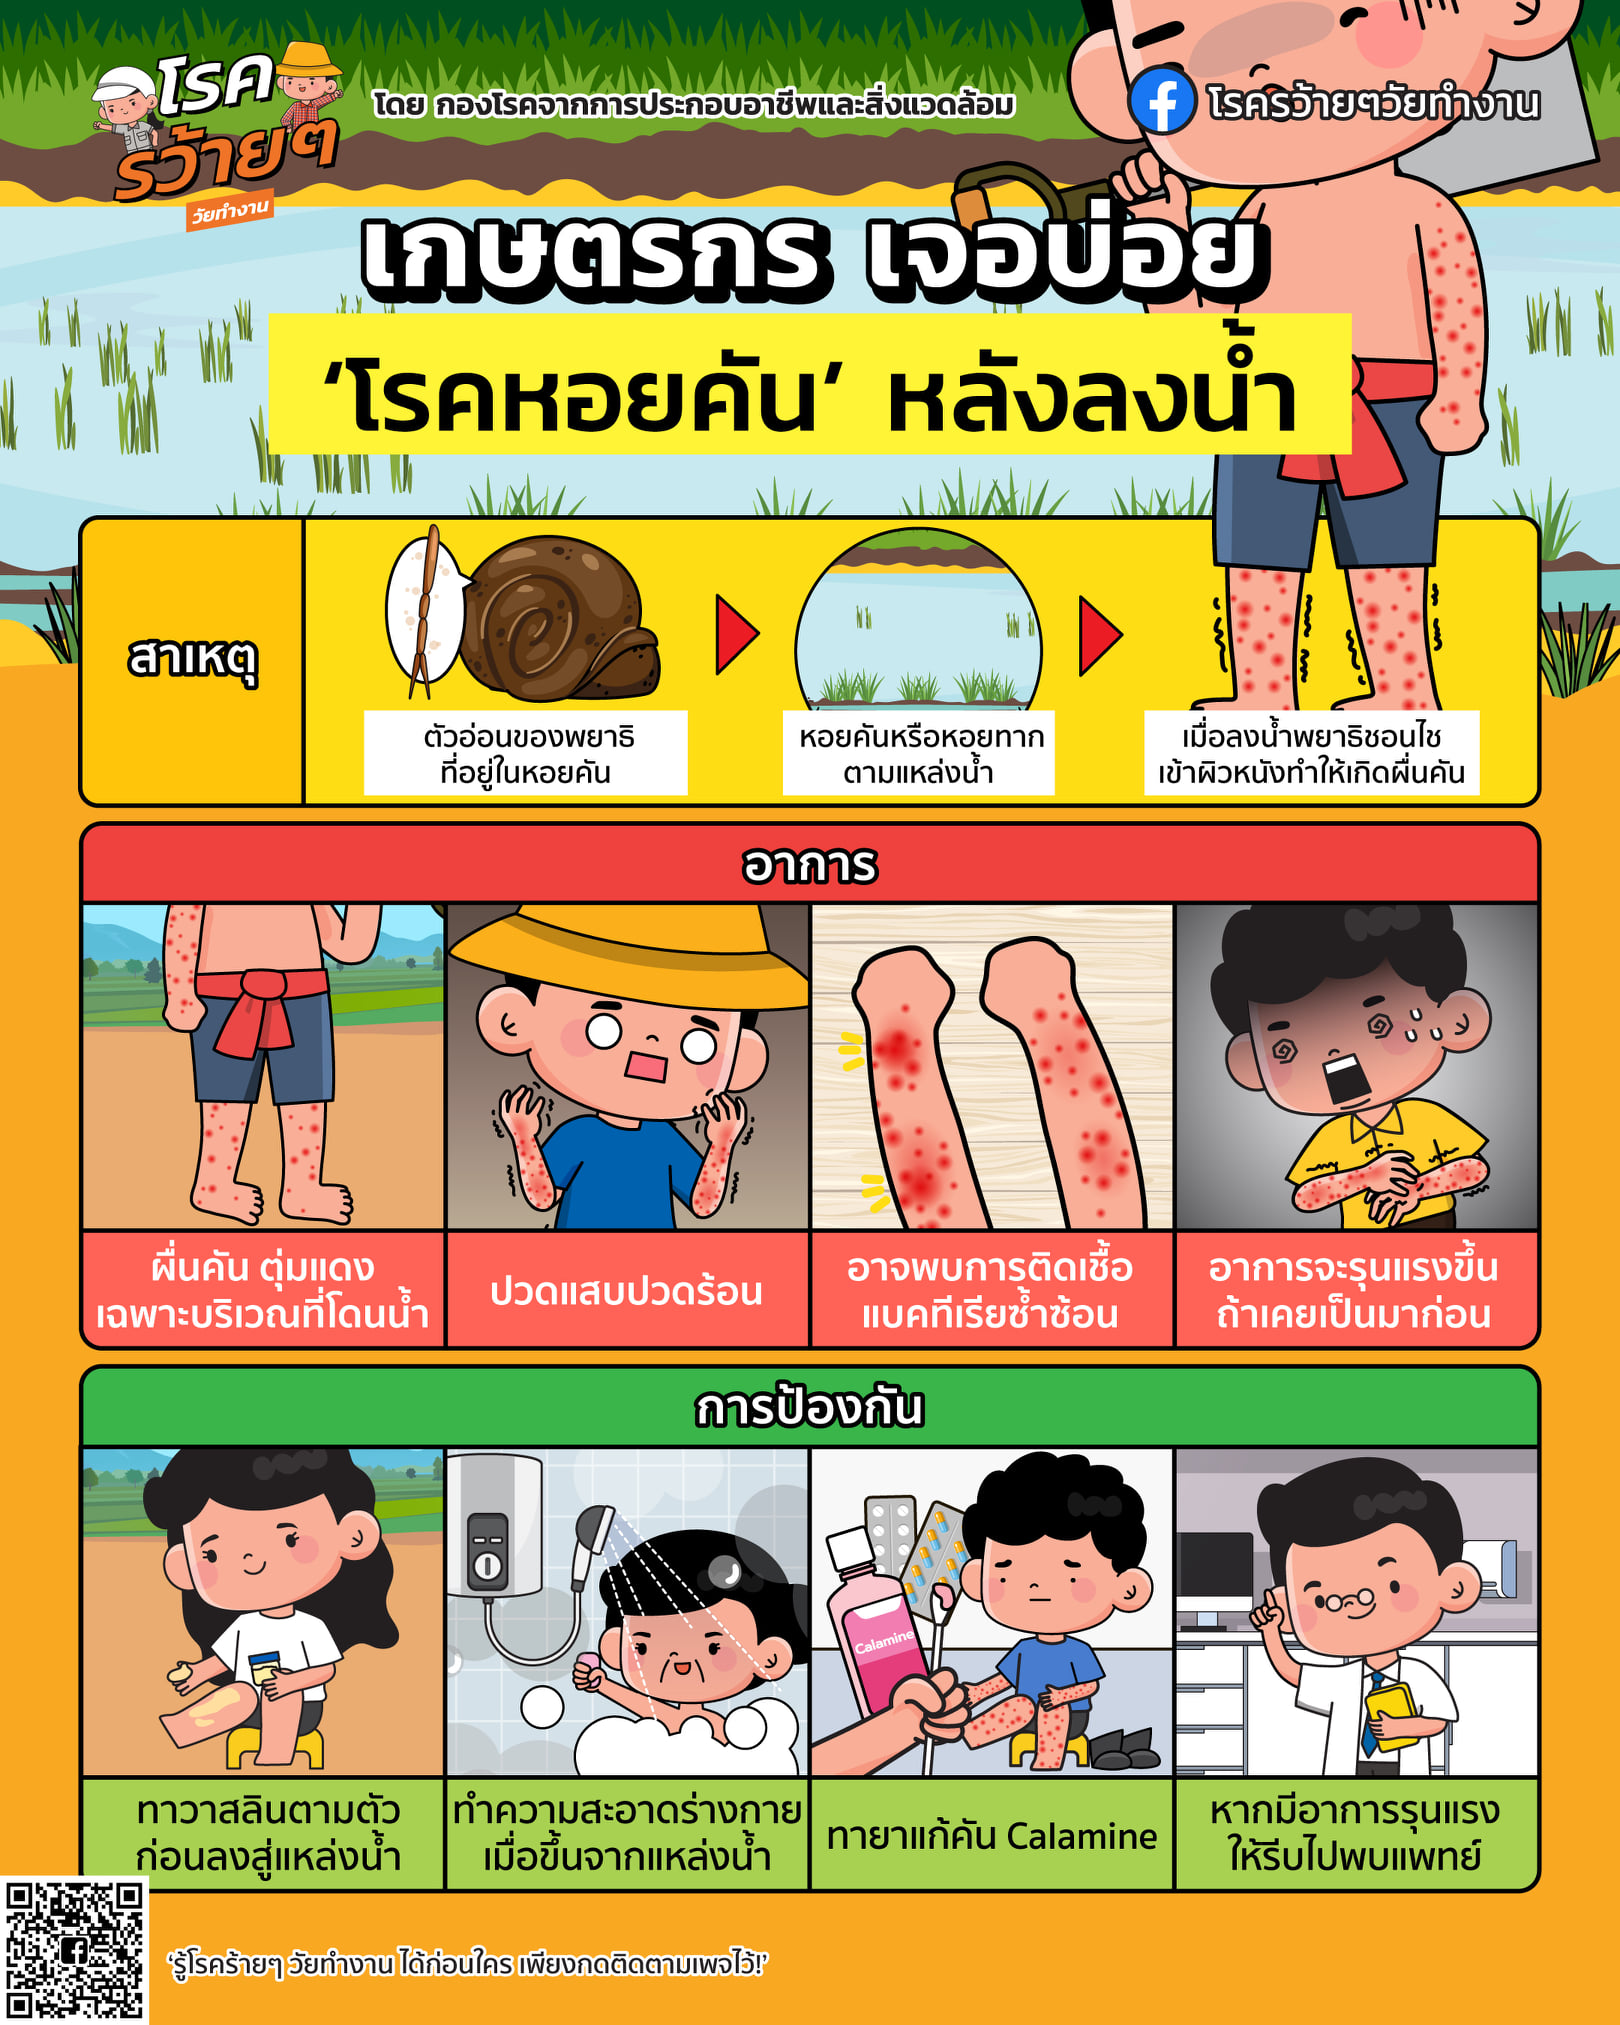 โรค
รว้ายๆ
วัยทำงาน
โดย กองโรคจากการประกอบอาชีพและสิ่งแวดล้อม
โรครว้ายๆวัยทำงาน
เกษตรกร เจอบ่อย
‘โรคหอยคัน’ หลังลงน้ำ
สาเหตุ
ตัวอ่อนของพยาธิ
ที่อยู่ในหอยคัน
หอยคันหรือหอยทาก
ตามแหล่งน้ำ
เมื่อลงน้ำพยาธิชอนไช
เข้าผิวหนังทำให้เกิดผื่นคัน
อาการ
ผื่นคัน ตุ่มแดง
เฉพาะบริเวณที่โดนน้ำ
ปวดแสบปวดร้อน
อาจพบการติดเชื้อ
แบคทีเรียซ้ำซ้อน
อาการจะรุนแรงขึ้น
ถ้าเคยเป็นมาก่อน
การป้องกัน
Calamine
ทาวาสลินตามตัว
ก่อนลงสู่แหล่งน้ำ
ทำความสะอาดร่างกาย
เมื่อขึ้นจากแหล่งน้ำ
ทายาแก้คัน Calamine
หากมีอาการรุนแรง
ให้รีบไปพบแพทย์
‘รู้โรคร้ายๆ วัยทำงาน ได้ก่อนใคร เพียงกดติดตามเพจไว้!’